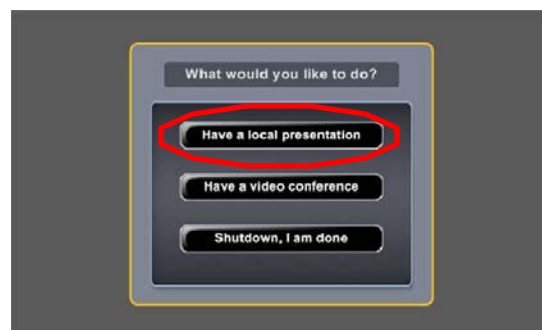 What would you like to do?
Have a local presentation
Have a video conference
Shutdown, I am done